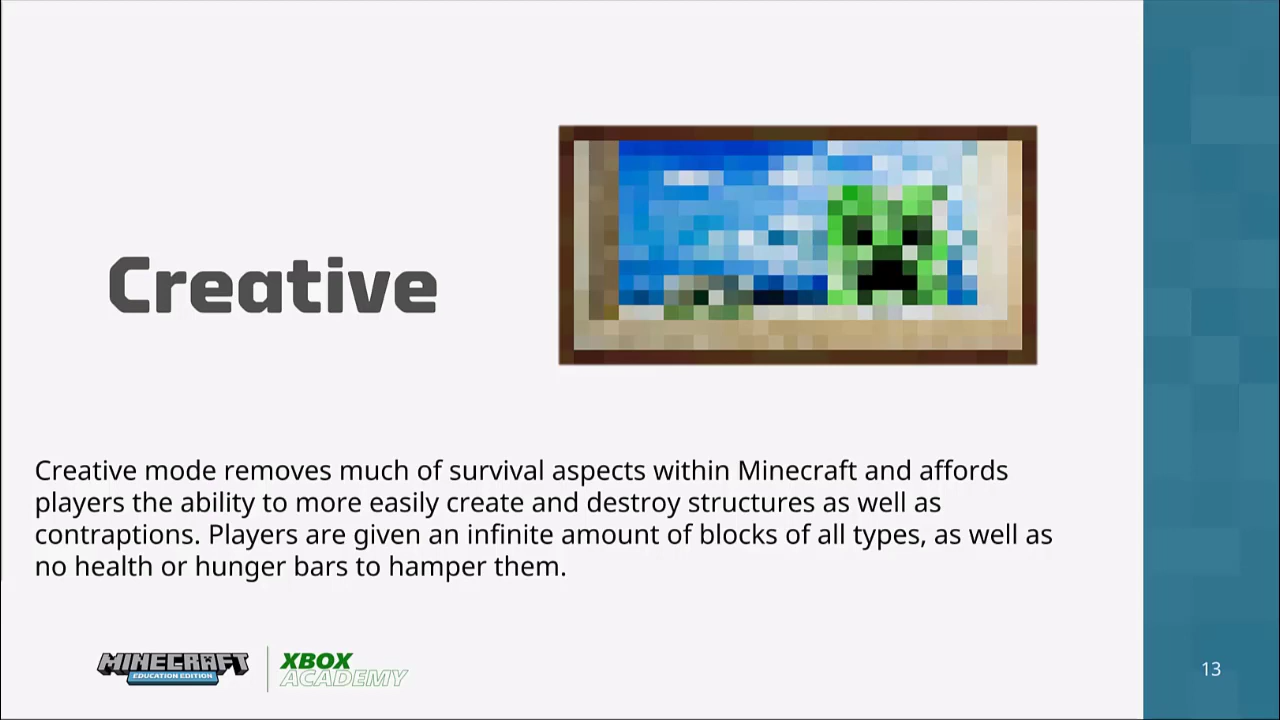 Creative
Creative mode removes much of survival aspects within Minecraft and affords
players the ability to more easily create and destroy structures as well as
contraptions. Players are given an infinite amount of blocks of all types, as well as
no health or hunger bars to hamper them.
MINECRAFT
EDUCATION EDITION
XBOX
ACADEMY
13